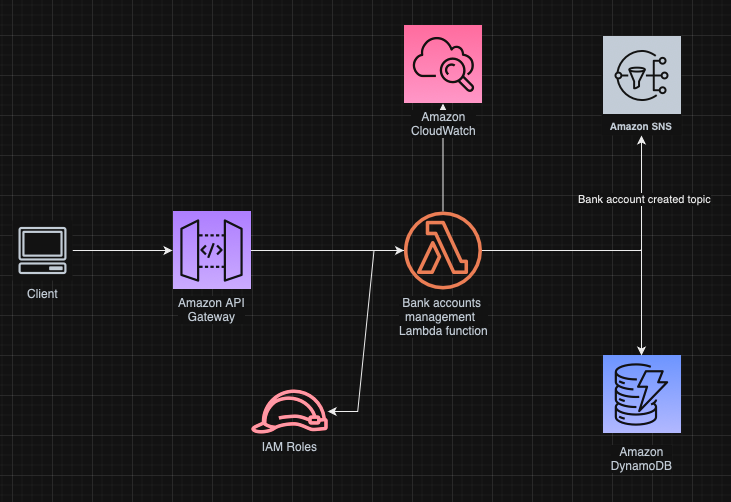 Amazon
CloudWatch
Amazon SNS
Bank account created topic
</>
Client
Amazon API
Gateway
Bank accounts
management
Lambda function
IAM Roles
Amazon
DynamoDB